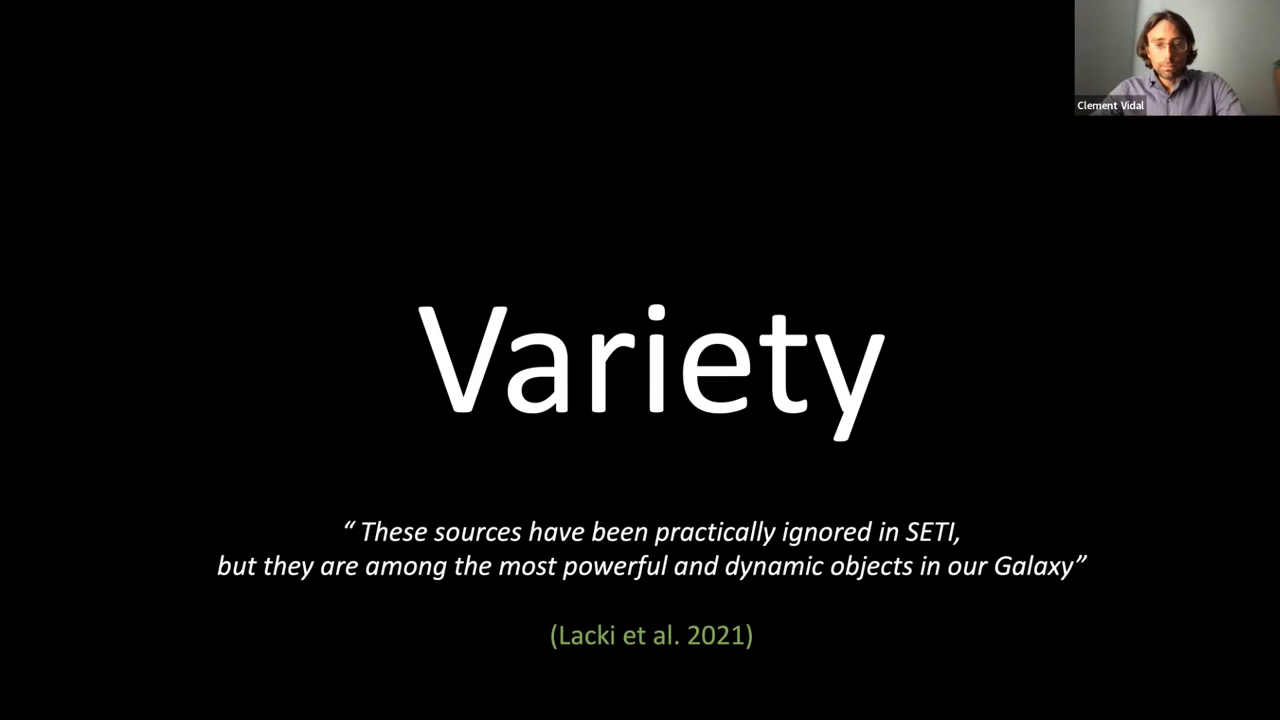 Clement Vidal
Variety
“ These sources have been practically ignored in SETI,
but they are among the most powerful and dynamic objects in our Galaxy”
(Lacki et al. 2021)